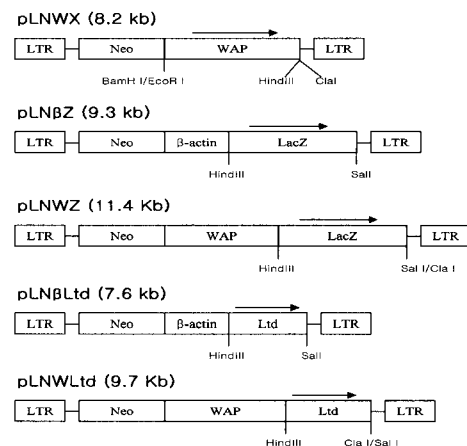 pLNWX (8.2 kb)
LTR Neo WAP LTR
BamH I/EcoR I HindIII ClaI
pLNβZ (9.3 kb)
LTR Neo β-actin LacZ LTR
HindIII SalI
pLNWZ (11.4 Kb)
LTR Neo WAP LacZ LTR
HindIII Sal I/Cla I
pLNβLtd (7.6 kb)
LTR Neo β-actin Ltd LTR
HindIII SalI
pLNWLtd (9.7 Kb)
LTR Neo WAP Ltd LTR
HindIII Cla I/Sal I